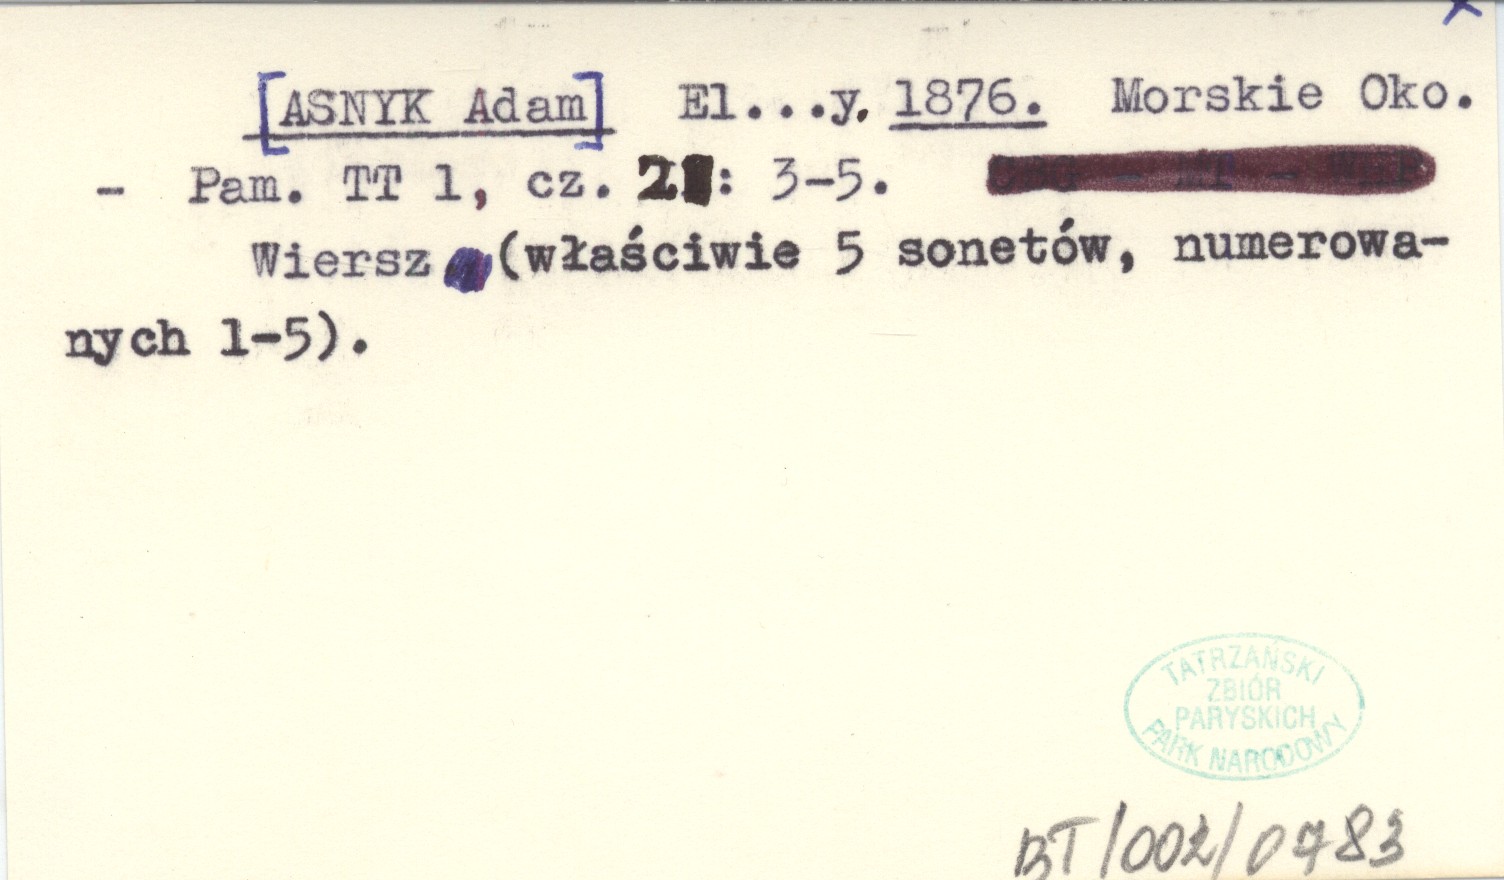 [ASNYK Adam] El...y. 1876. Morskie Oko.
- Pam. TT 1, cz. 2: 3-5.
Wiersz (właściwie 5 sonetów, numerowa-
nych 1-5).
TATRZAŃSKI
ZBIÓR
PARYSKICH
PARK NARODOWY
BT/002/0783